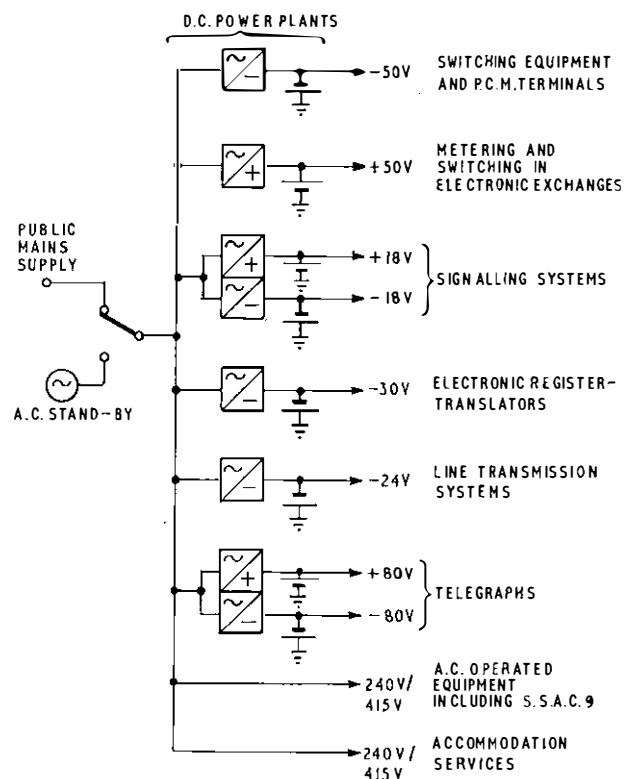 D.C. POWER PLANTS
-50V
SWITCHING EQUIPMENT
AND P.C.M. TERMINALS
+50V
METERING AND
SWITCHING IN
ELECTRONIC EXCHANGES
PUBLIC
MAINS
SUPPLY
+18V
-18V
SIGNALLING SYSTEMS
A.C. STAND-BY
-30V
ELECTRONIC REGISTER-
TRANSLATORS
-24V
LINE TRANSMISSION
SYSTEMS
+80V
-80V
TELEGRAPHS
240V/
415V
A.C. OPERATED
EQUIPMENT
INCLUDING S.S.A.C. 9
240V/
415V
ACCOMMODATION
SERVICES